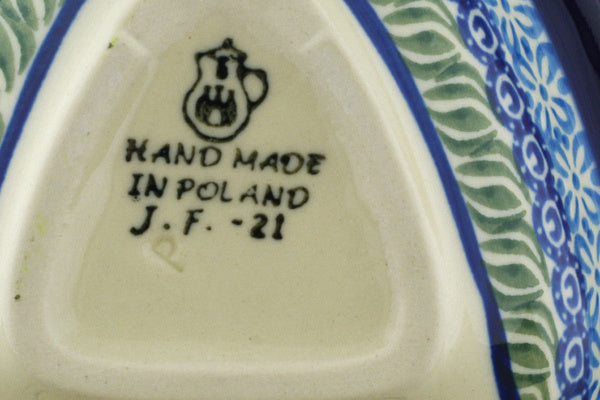 HAND MADE
IN POLAND
J. F. -21
P